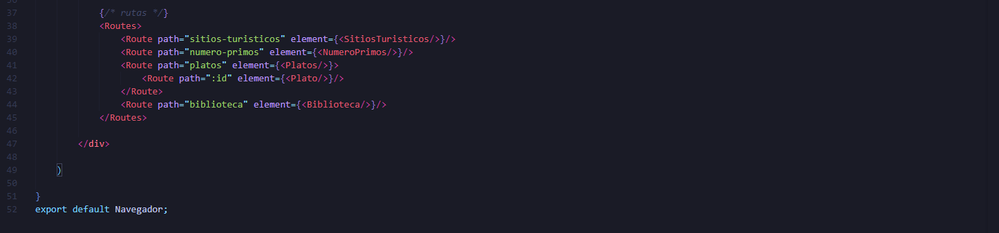 36
37 {/* rutas */}
38 <Routes>
39 <Route path="sitios-turisticos" element={<SitiosTuristicos/>}/>
40 <Route path="numero-primos" element={<NumeroPrimos/>}/>
41 <Route path="platos" element={<Platos/>}>
42 <Route path=":id" element={<Plato/>}/>
43 </Route>
44 <Route path="biblioteca" element={<Biblioteca/>}/>
45 </Routes>
46
47 </div>
48
49 )
50
51 }
52 export default Navegador;